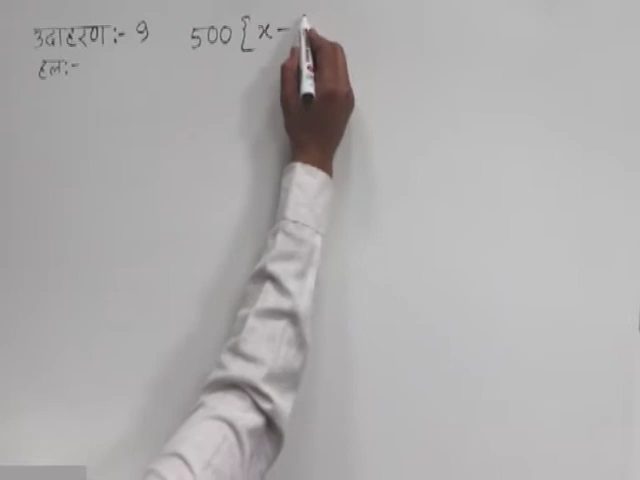 उदाहरण :- 9 500 { x -
हल :-